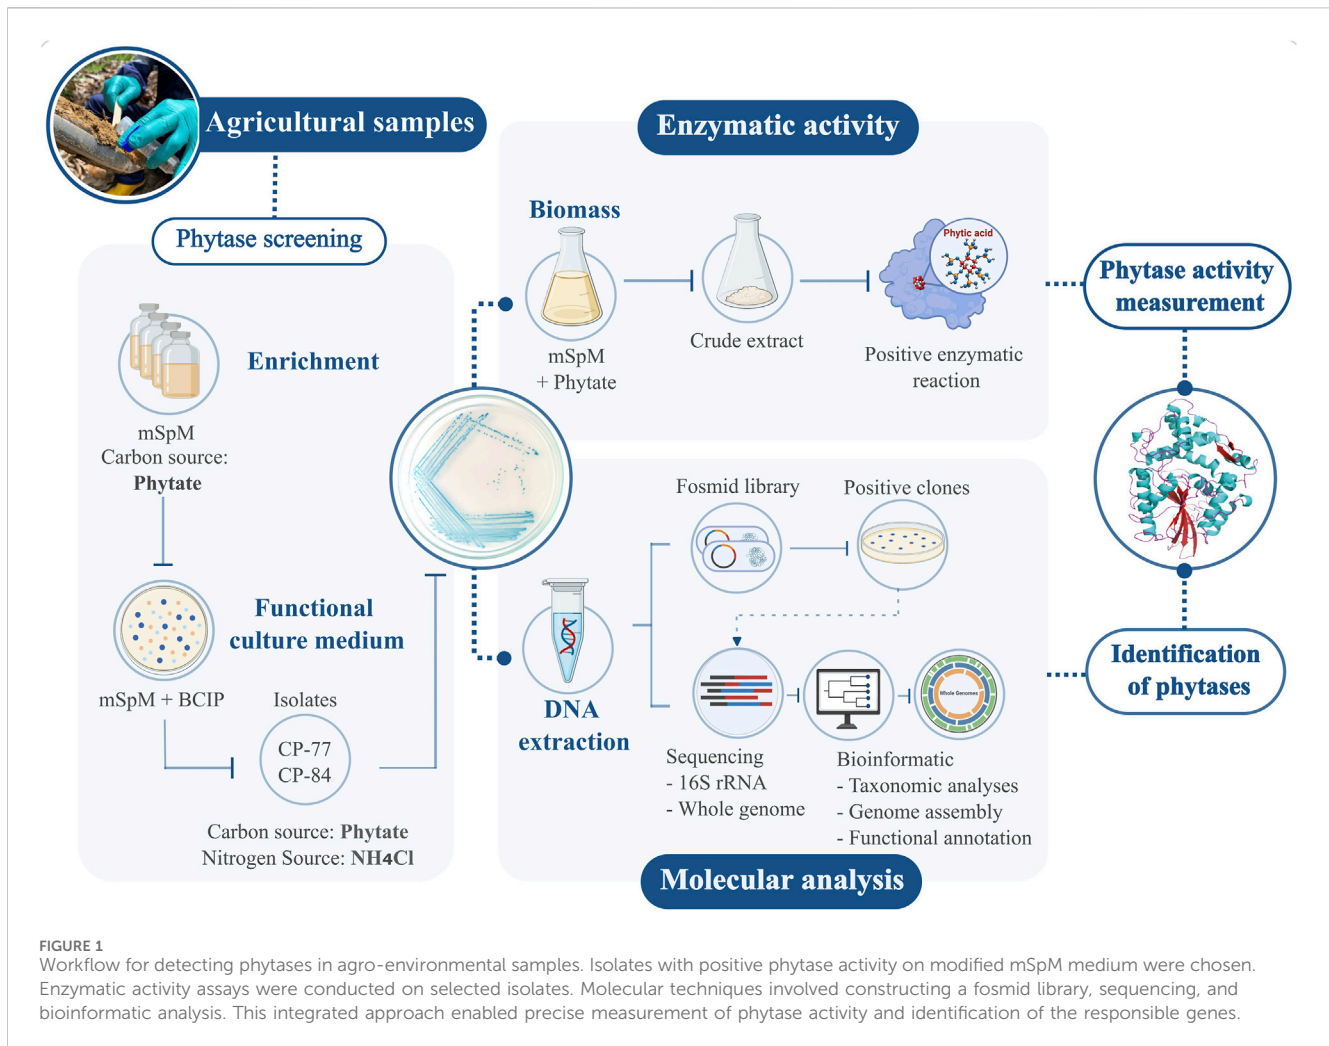 Agricultural samples
Phytase screening
Enrichment
mSpM
Carbon source:
Phytate
Functional
culture medium
mSpM + BCIP
Isolates
CP-77
CP-84
Carbon source: Phytate
Nitrogen Source: NH4Cl
Enzymatic activity
Biomass
mSpM
+ Phytate
Crude extract
Phytic acid
Positive enzymatic
reaction
DNA
extraction
Fosmid library
Positive clones
Sequencing
- 16S rRNA
- Whole genome
Whole Genomes
Bioinformatic
- Taxonomic analyses
- Genome assembly
- Functional annotation
Molecular analysis
Phytase activity
measurement
Identification
of phytases
FIGURE 1
Workflow for detecting phytases in agro-environmental samples. Isolates with positive phytase activity on modified mSpM medium were chosen.
Enzymatic activity assays were conducted on selected isolates. Molecular techniques involved constructing a fosmid library, sequencing, and
bioinformatic analysis. This integrated approach enabled precise measurement of phytase activity and identification of the responsible genes.